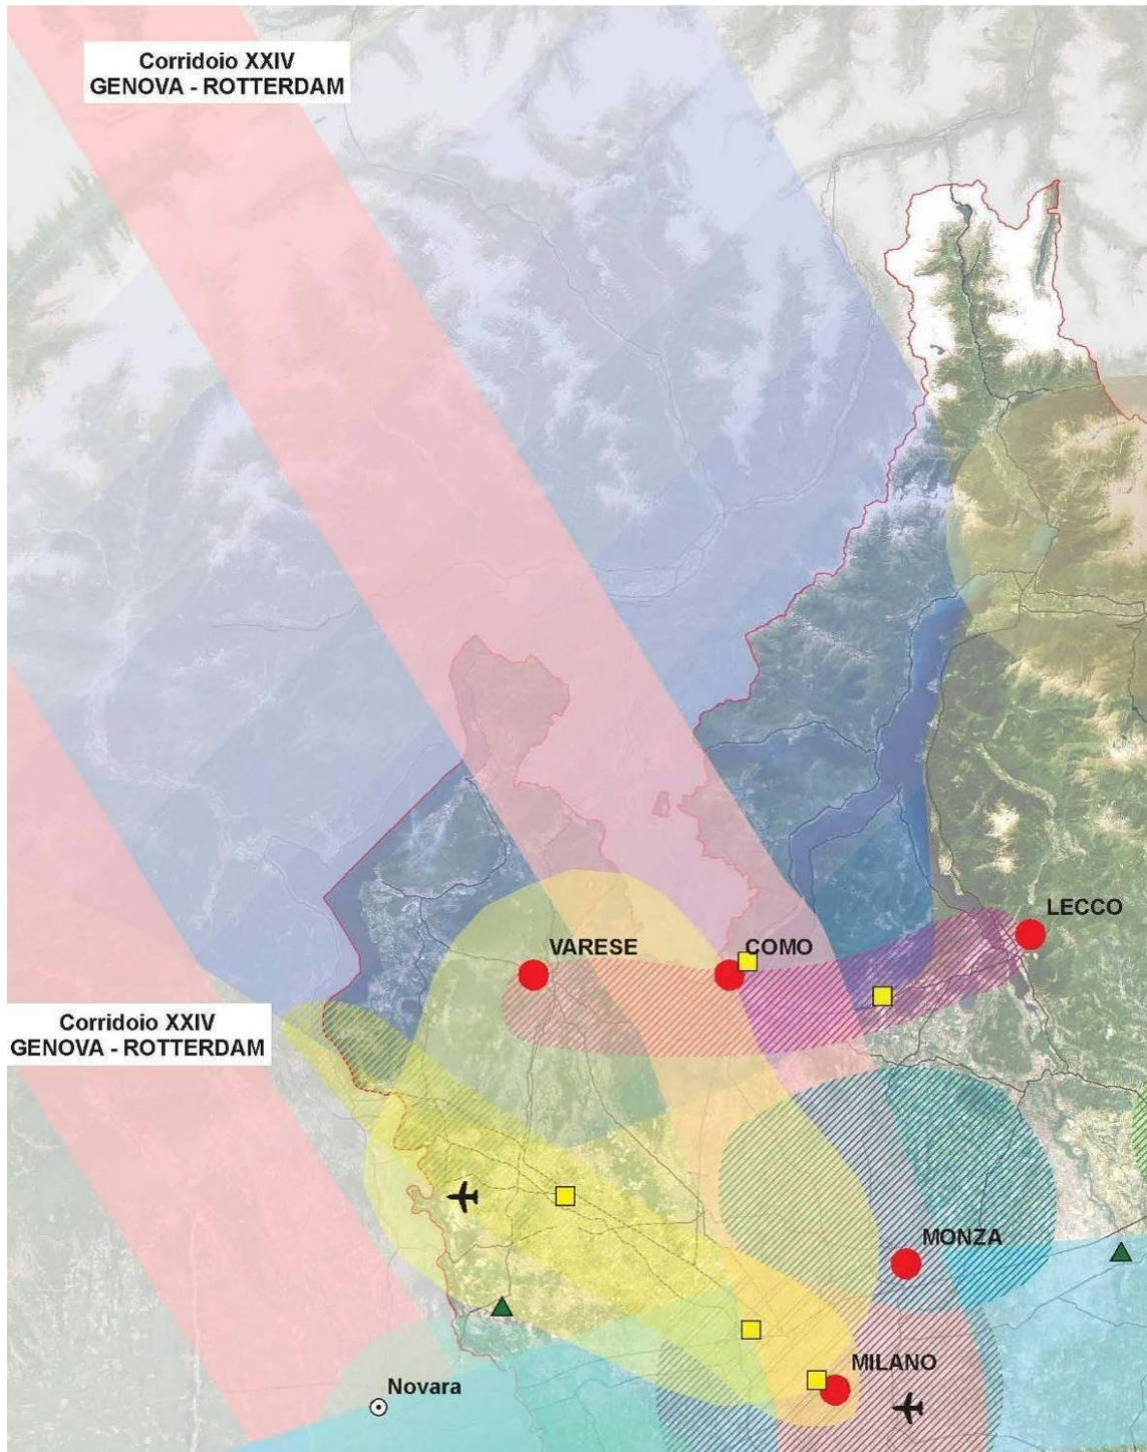 Corridoio XXIV
GENOVA - ROTTERDAM
LECCO
VARESE
COMO
Corridoio XXIV
GENOVA - ROTTERDAM
MONZA
MILANO
Novara